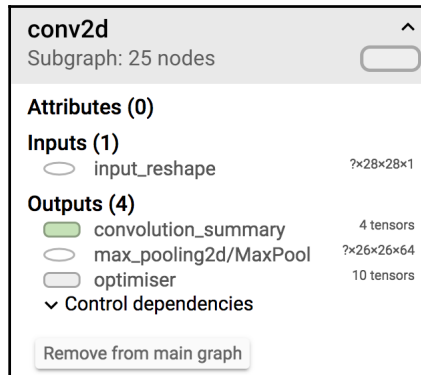 conv2d
Subgraph: 25 nodes
Attributes (0)
Inputs (1)
input_reshape ?×28×28×1
Outputs (4)
convolution_summary 4 tensors
max_pooling2d/MaxPool ?×26×26×64
optimiser 10 tensors
Control dependencies
Remove from main graph